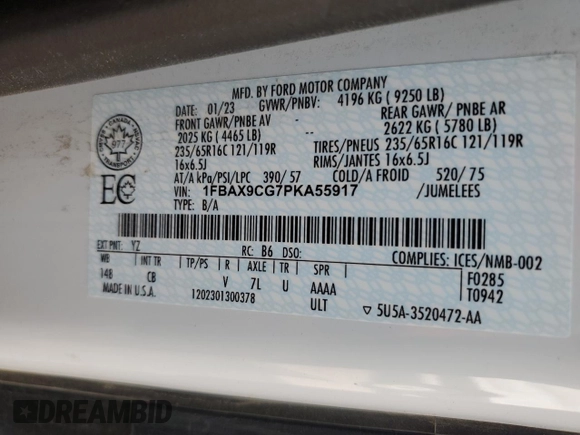 MFD. BY FORD MOTOR COMPANY
DATE: 01/23 GVWR/PNBV: 4196 KG ( 9250 LB)
FRONT GAWR/PNBE AV - REAR GAWR/ PNBE AR
2025 KG ( 4465 LB) - 2622 KG ( 5780 LB)
235/65R16C 121/119R TIRES/PNEUS 235/65R16C 121/119R
16x6.5J RIMS/JANTES 16x6.5J
AT/A kPa/PSI/LPC 390/ 57 COLD/A FROID 520/ 75
VIN: 1FBAX9CG7PKA55917 /JUMELEES
TYPE: B/A
CANADA
TRANSPORT
977
EC
EXT PNT: YZ RC: B6 DSO: COMPLIES: ICES/NMB-002
WB INT TR TP/PS R AXLE TR SPR F0285
148 CB V 7L U AAAA T0942
MADE IN U.S.A. 1202301300378 ULT ▽ 5U5A-3520472-AA
DREAMBID